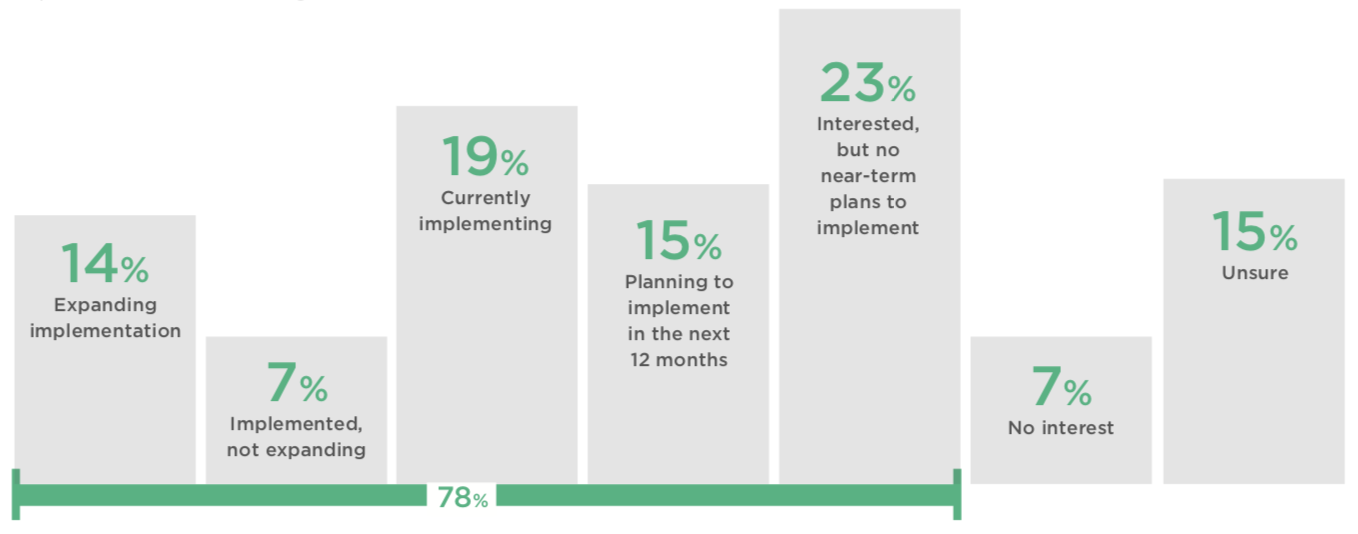 14%
Expanding
implementation
7%
Implemented,
not expanding
19%
Currently
implementing
15%
Planning to
implement
in the next
12 months
23%
Interested,
but no
near-term
plans to
implement
7%
No interest
15%
Unsure
78%